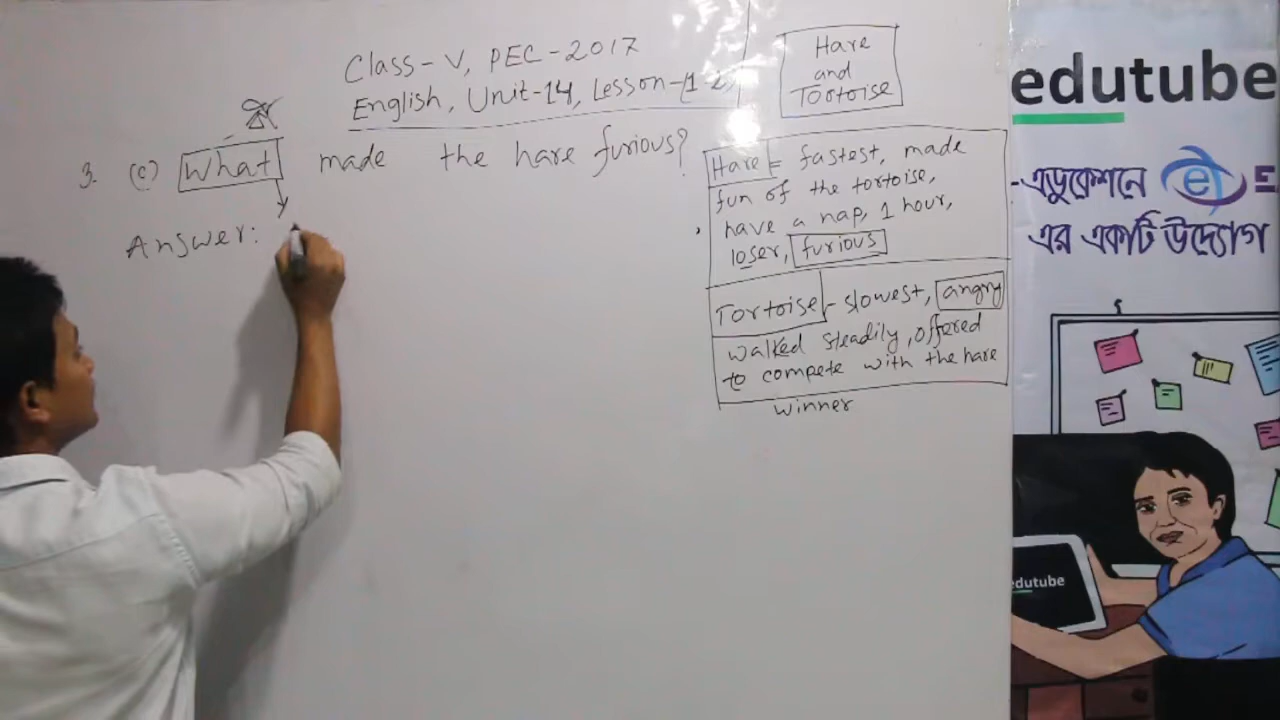 Class-V, PEC-2017
English, Unit-14, Lesson-(1-2)
Hare
and
Tortoise
3. (c) What made the hare furious?
Answer:
Hare = fastest, made
fun of the tortoise,
have a nap, 1 hour,
loser, furious
Tortoise - slowest, angry
walked steadily, offered
to compete with the hare
winner
edutube
-এডুকেশনে
এর একটি উদ্যোগ
edutube